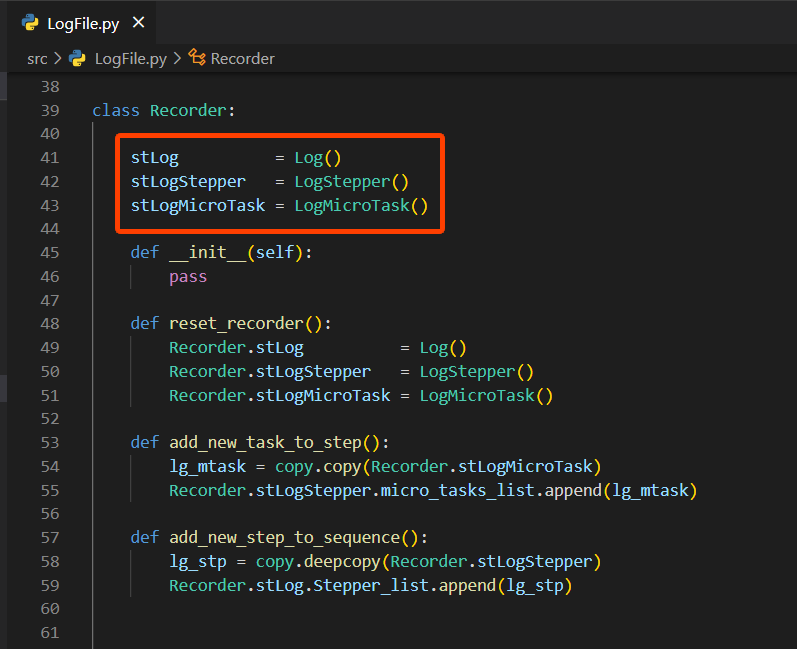 LogFile.py ×
src > LogFile.py > Recorder
38
39 class Recorder:
40
41 stLog = Log()
42 stLogStepper = LogStepper()
43 stLogMicroTask = LogMicroTask()
44
45 def __init__(self):
46 pass
47
48 def reset_recorder():
49 Recorder.stLog = Log()
50 Recorder.stLogStepper = LogStepper()
51 Recorder.stLogMicroTask = LogMicroTask()
52
53 def add_new_task_to_step():
54 lg_mtask = copy.copy(Recorder.stLogMicroTask)
55 Recorder.stLogStepper.micro_tasks_list.append(lg_mtask)
56
57 def add_new_step_to_sequence():
58 lg_stp = copy.deepcopy(Recorder.stLogStepper)
59 Recorder.stLog.Stepper_list.append(lg_stp)
60
61